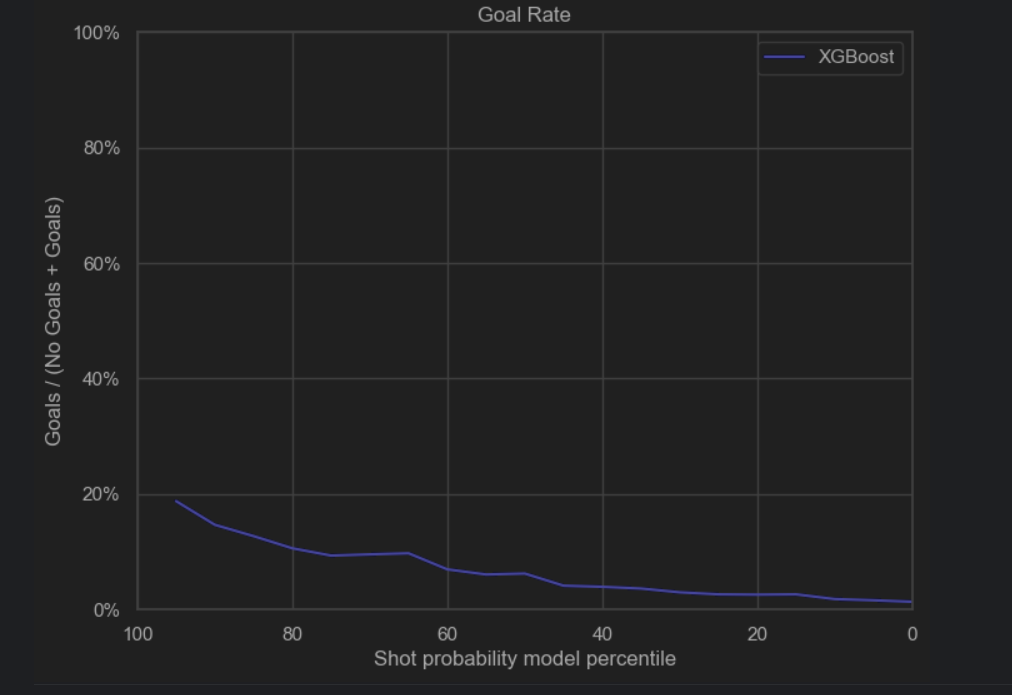 Goal Rate
100%
XGBoost
80%
60%
40%
20%
0%
Goals / (No Goals + Goals)
100 80 60 40 20 0
Shot probability model percentile